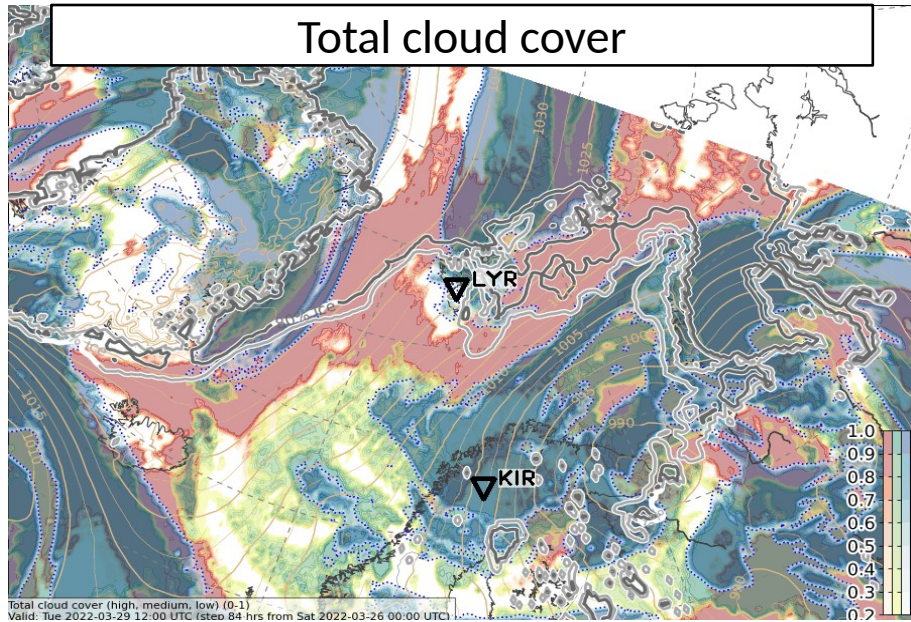 Total cloud cover
1030
1025
LYR
90 % ice
1005
1015
990
1.0
0.9
0.8
0.7
0.6
0.5
0.4
0.3
0.2
KIR
Total cloud cover (high, medium, low) (0-1)
Valid: Tue 2022-03-29 12:00 UTC (step 84 hrs from Sat 2022-03-26 00:00 UTC)